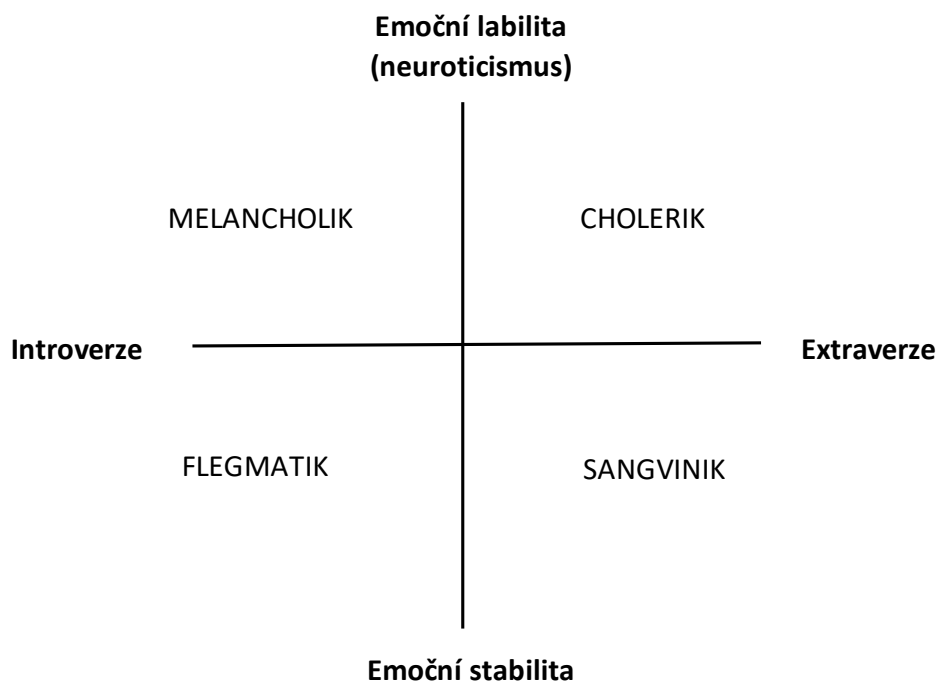 Emoční labilita
(neuroticismus)
MELANCHOLIK
CHOLERIK
Introverze
Extraverze
FLEGMATIK
SANGVINIK
Emoční stabilita